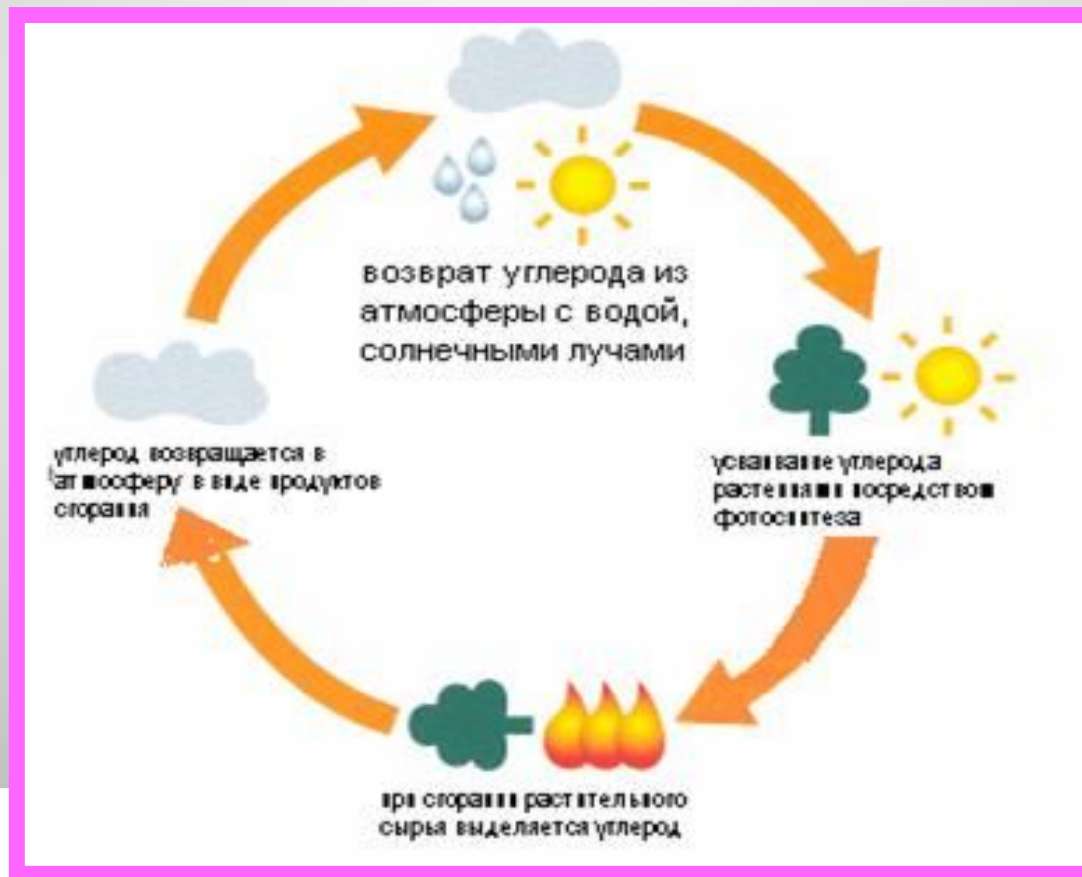 возврат углерода из
атмосферы с водой,
солнечными лучами
усваивание углерода
растениями посредством
фотосинтеза
при сгорании растительного
сырья выделяется углерод
углерод возвращается в
атмосферу в виде продуктов
сгорания